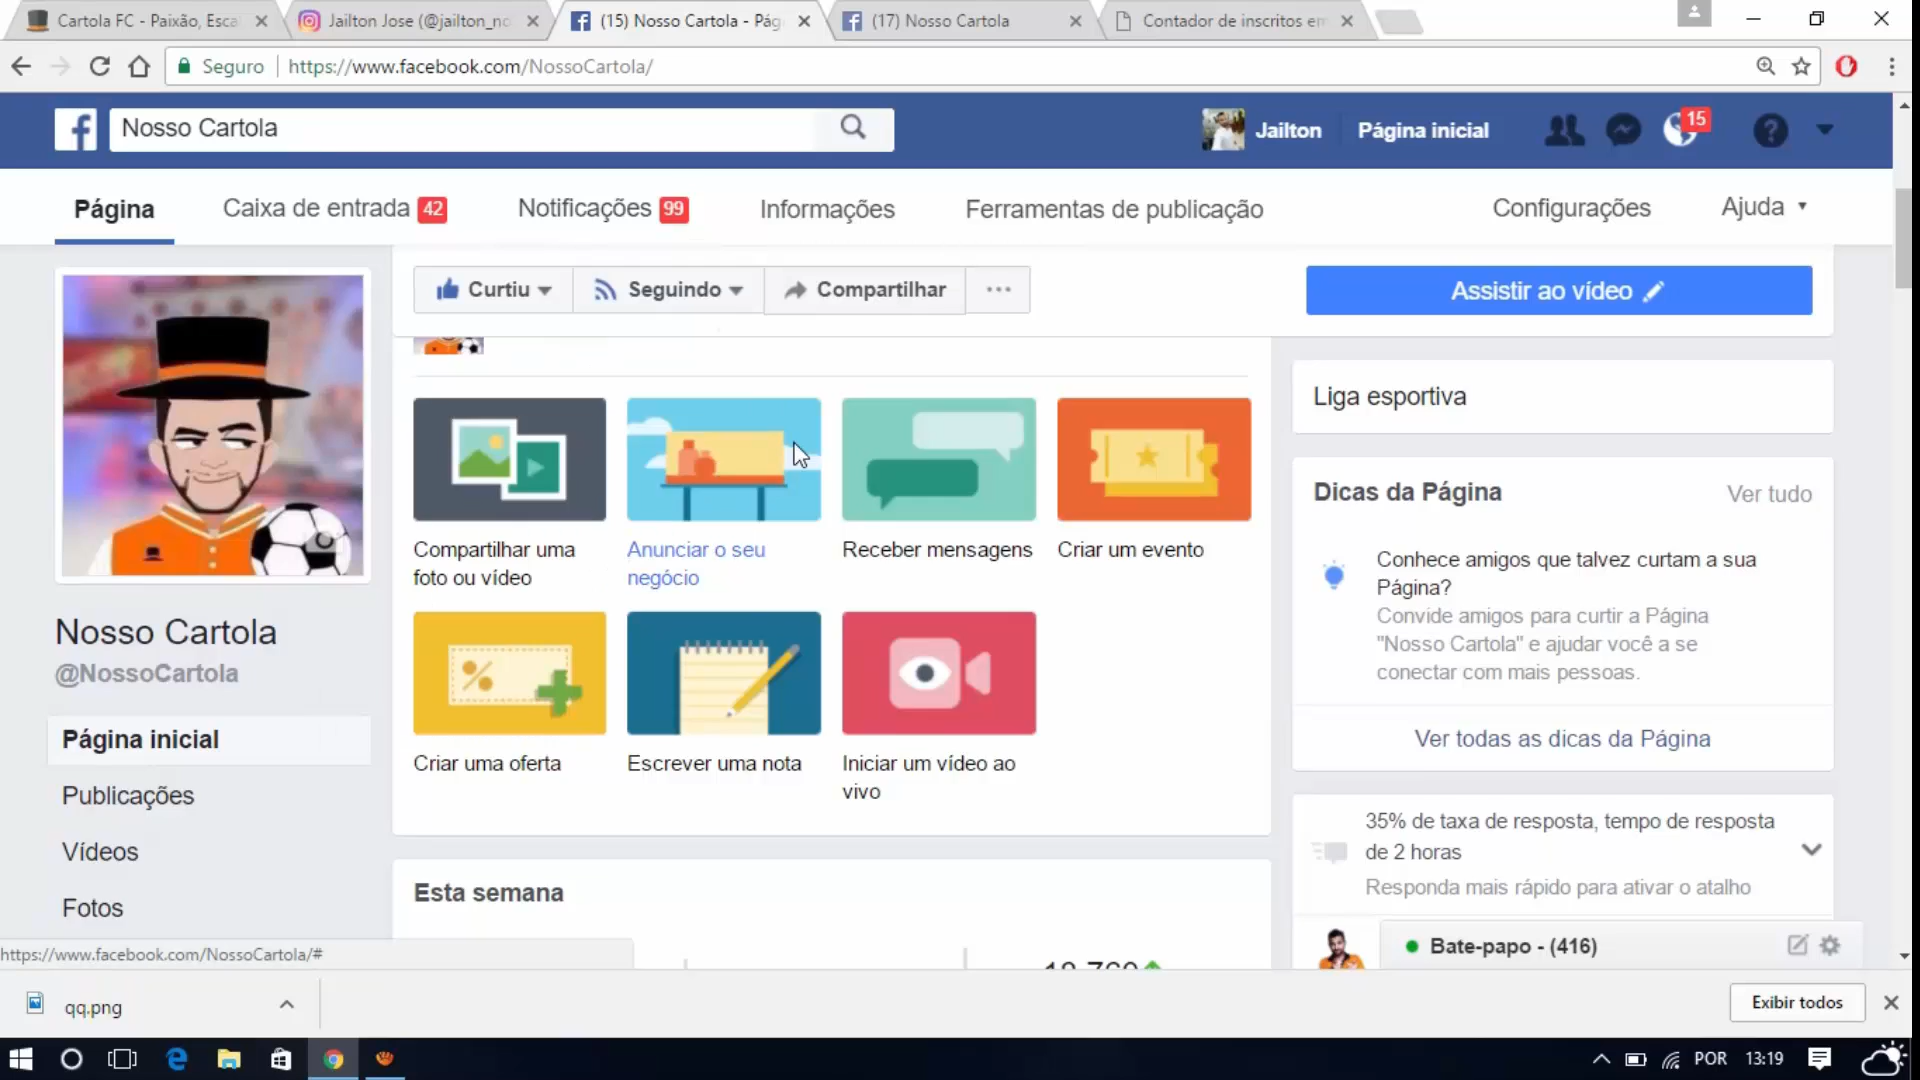 Cartola FC - Paixão, Esca
Jailton Jose (@jailton_no
(15) Nosso Cartola - Pág
(17) Nosso Cartola
Contador de inscritos em
Seguro
https://www.facebook.com/NossoCartola/
Nosso Cartola
Jailton
Página inicial
15
Página
Caixa de entrada 42
Notificações 99
Informações
Ferramentas de publicação
Configurações
Ajuda
Curtiu
Seguindo
Compartilhar
Assistir ao vídeo
Compartilhar uma
foto ou vídeo
Anunciar o seu
negócio
Receber mensagens
Criar um evento
Criar uma oferta
Escrever uma nota
Iniciar um vídeo ao
vivo
Esta semana
Nosso Cartola
@NossoCartola
Página inicial
Publicações
Vídeos
Fotos
Liga esportiva
Dicas da Página
Ver tudo
Conhece amigos que talvez curtam a sua
Página?
Convide amigos para curtir a Página
"Nosso Cartola" e ajudar você a se
conectar com mais pessoas.
Ver todas as dicas da Página
35% de taxa de resposta, tempo de resposta
de 2 horas
Responda mais rápido para ativar o atalho
Bate-papo - (416)
https://www.facebook.com/NossoCartola/#
qq.png
Exibir todos
POR
13:19